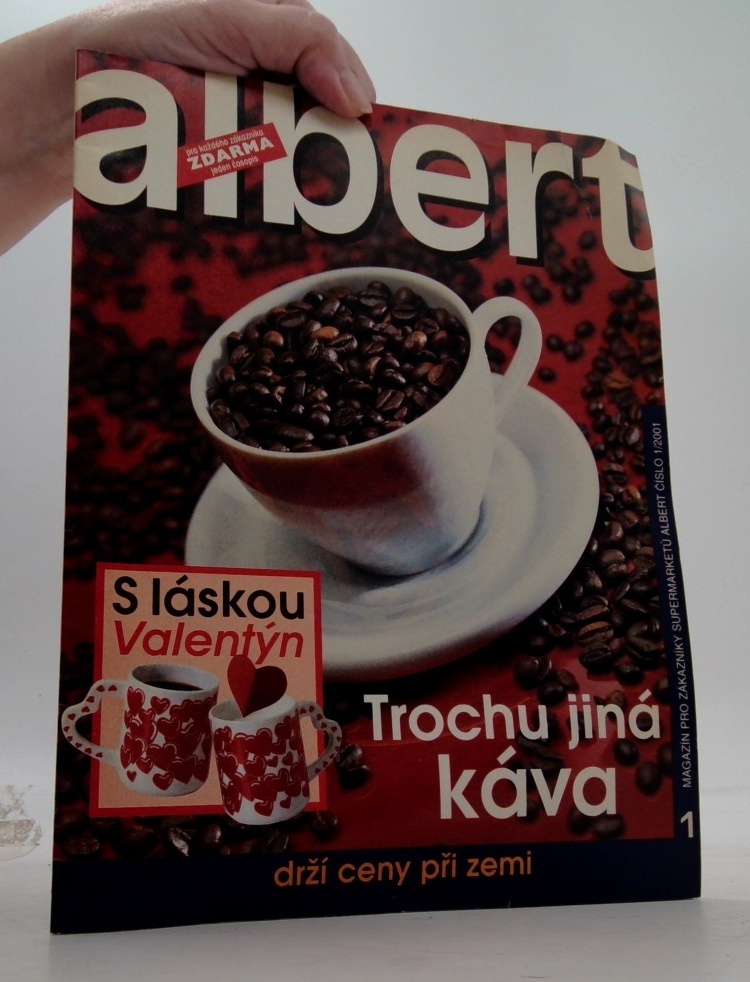 albert
pro každého zákazníka
ZDARMA
jeden časopis
S láskou
Valentýn
Trochu jiná
káva
MAGAZÍN PRO ZÁKAZNÍKY SUPERMARKETŮ ALBERT ČÍSLO 1/2001
1
drží ceny při zemi